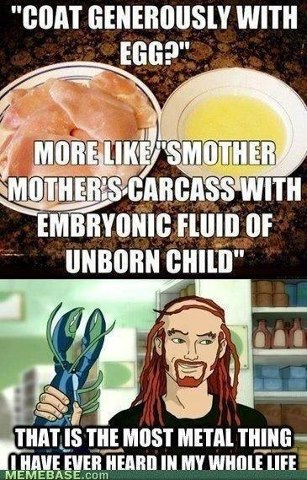 "COAT GENEROUSLY WITH
EGG?"
MORE LIKE "SMOTHER
MOTHER'S CARCASS WITH
EMBRYONIC FLUID OF
UNBORN CHILD"
THAT IS THE MOST METAL THING
I HAVE EVER HEARD IN MY WHOLE LIFE
MEMEBASE.com